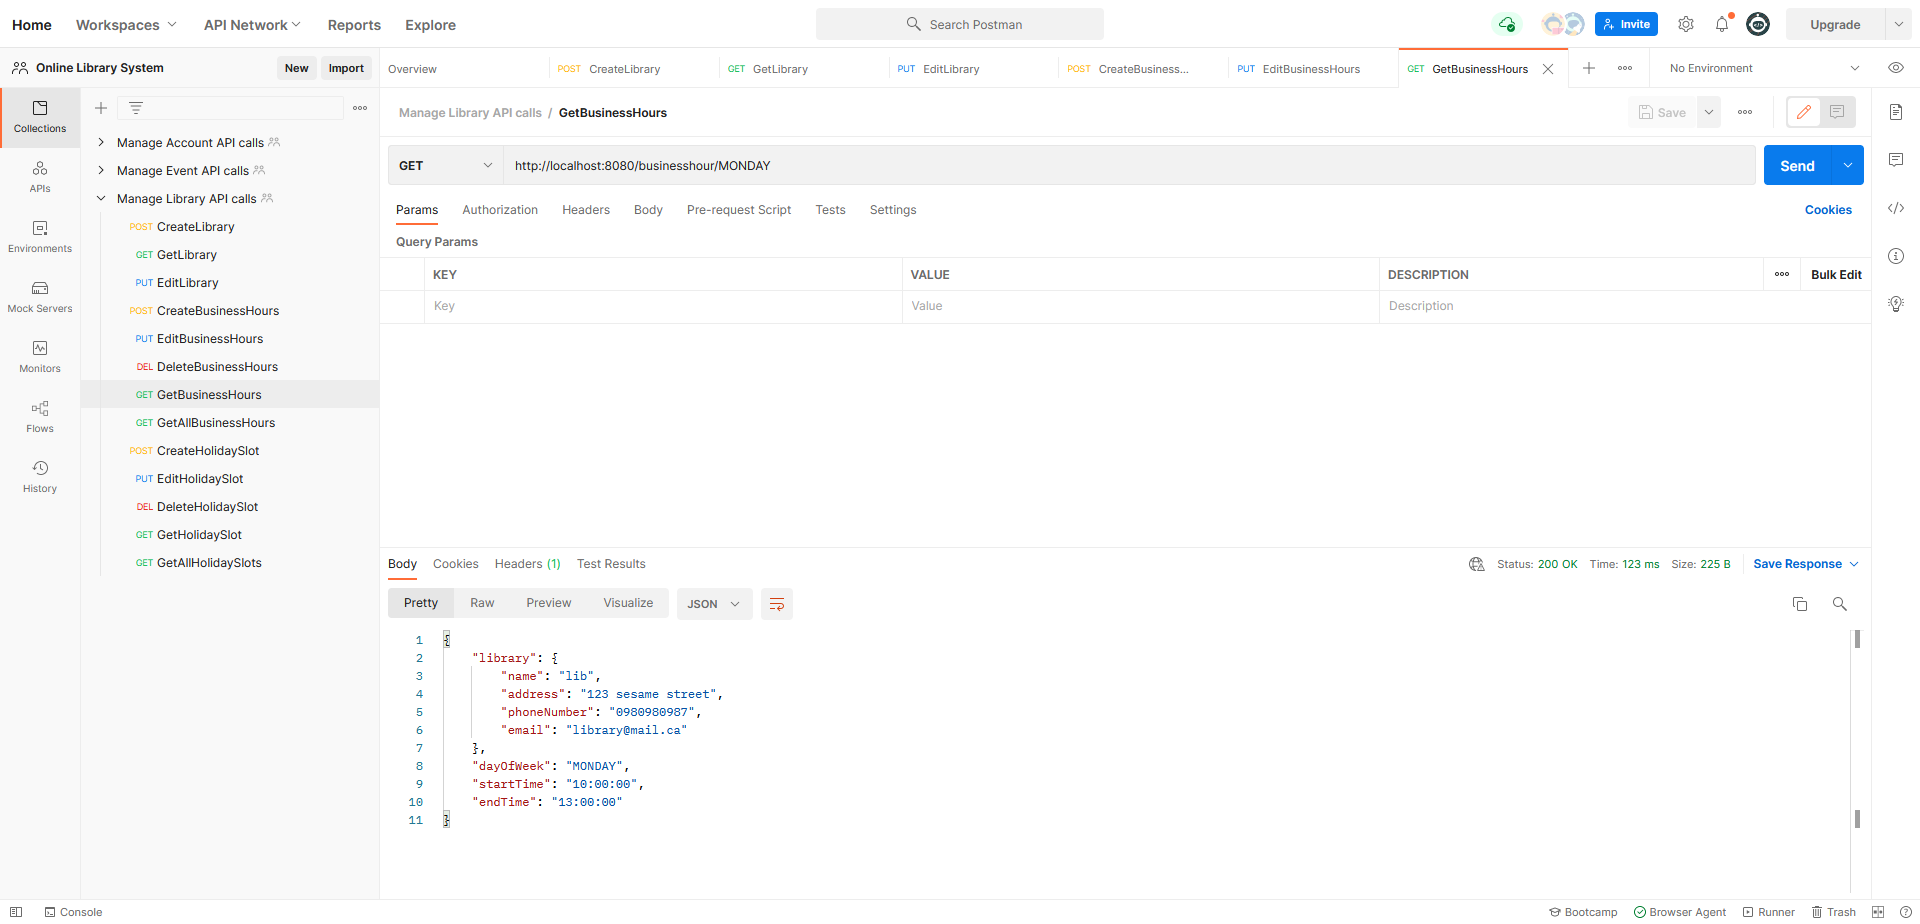 Home Workspaces API Network Reports Explore Search Postman Invite Upgrade
Online Library System New Import
Overview POST CreateLibrary GET GetLibrary PUT EditLibrary POST CreateBusiness... PUT EditBusinessHours GET GetBusinessHours No Environment
Manage Library API calls / GetBusinessHours Save
Collections
APIs
Environments
Mock Servers
Monitors
Flows
History
Manage Account API calls
Manage Event API calls
Manage Library API calls
POST CreateLibrary
GET GetLibrary
PUT EditLibrary
POST CreateBusinessHours
PUT EditBusinessHours
DEL DeleteBusinessHours
GET GetBusinessHours
GET GetAllBusinessHours
POST CreateHolidaySlot
PUT EditHolidaySlot
DEL DeleteHolidaySlot
GET GetHolidaySlot
GET GetAllHolidaySlots
GET http://localhost:8080/businesshour/MONDAY Send
Params Authorization Headers Body Pre-request Script Tests Settings Cookies
Query Params
KEY VALUE DESCRIPTION Bulk Edit
Key Value Description
Body Cookies Headers (1) Test Results Status: 200 OK Time: 123 ms Size: 225 B Save Response
Pretty Raw Preview Visualize JSON
1 {
2 "library": {
3 "name": "lib",
4 "address": "123 sesame street",
5 "phoneNumber": "0980980987",
6 "email": "library@mail.ca"
7 },
8 "dayOfWeek": "MONDAY",
9 "startTime": "10:00:00",
10 "endTime": "13:00:00"
11 }
Console Bootcamp Browser Agent Runner Trash